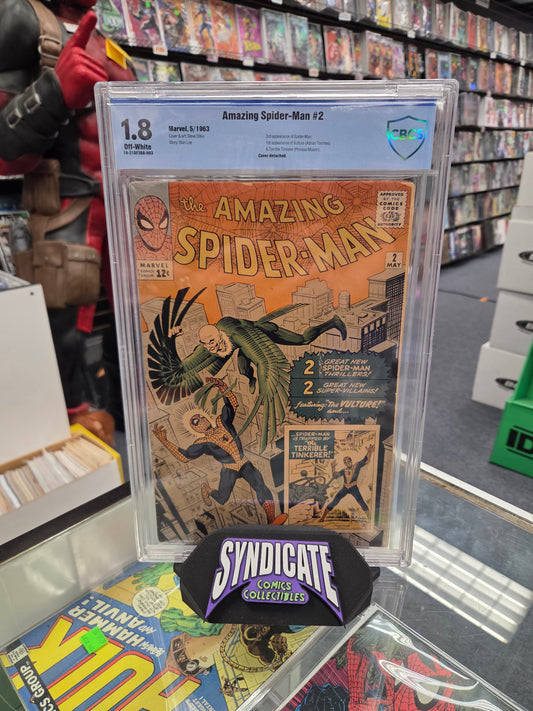 Amazing Spider-Man #2
1.8
Off-White
Marvel, 5/1963
Cover & art Steve Ditko
Story: Stan Lee
3rd appearance of Spider-Man
1st appearance of Vulture (Adrian Toomes)
& Terrible Tinkerer (Phineas Mason)
Cover detached
CBCS
the AMAZING
SPIDER-MAN
APPROVED
BY THE
COMICS
CODE
AUTHORITY
MARVEL
COMICS
GROUP
12¢
2
MAY
2 GREAT NEW
SPIDER-MAN
THRILLERS!
2 GREAT NEW
SUPER-VILLAINS!
featuring: "The VULTURE!"
and...
SPIDER-MAN
IS TRAPPED BY
THE
TERRIBLE
TINKERER!
SYNDICATE
COMICS
COLLECTIBLES
HAMMER
AND ANVIL!
HULK